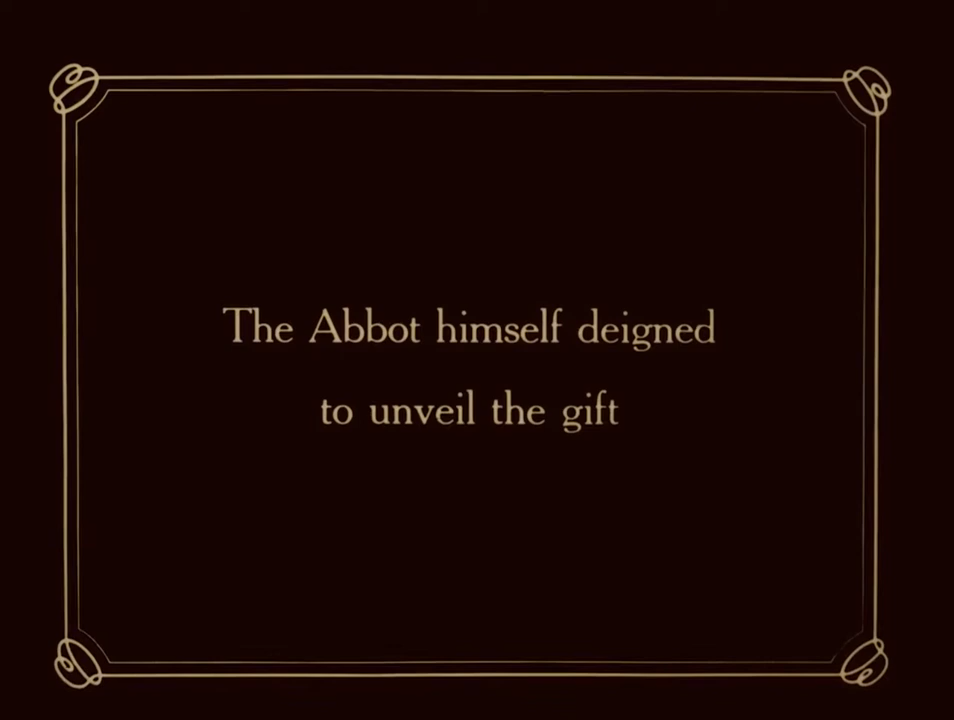 The Abbot himself deigned
to unveil the gift